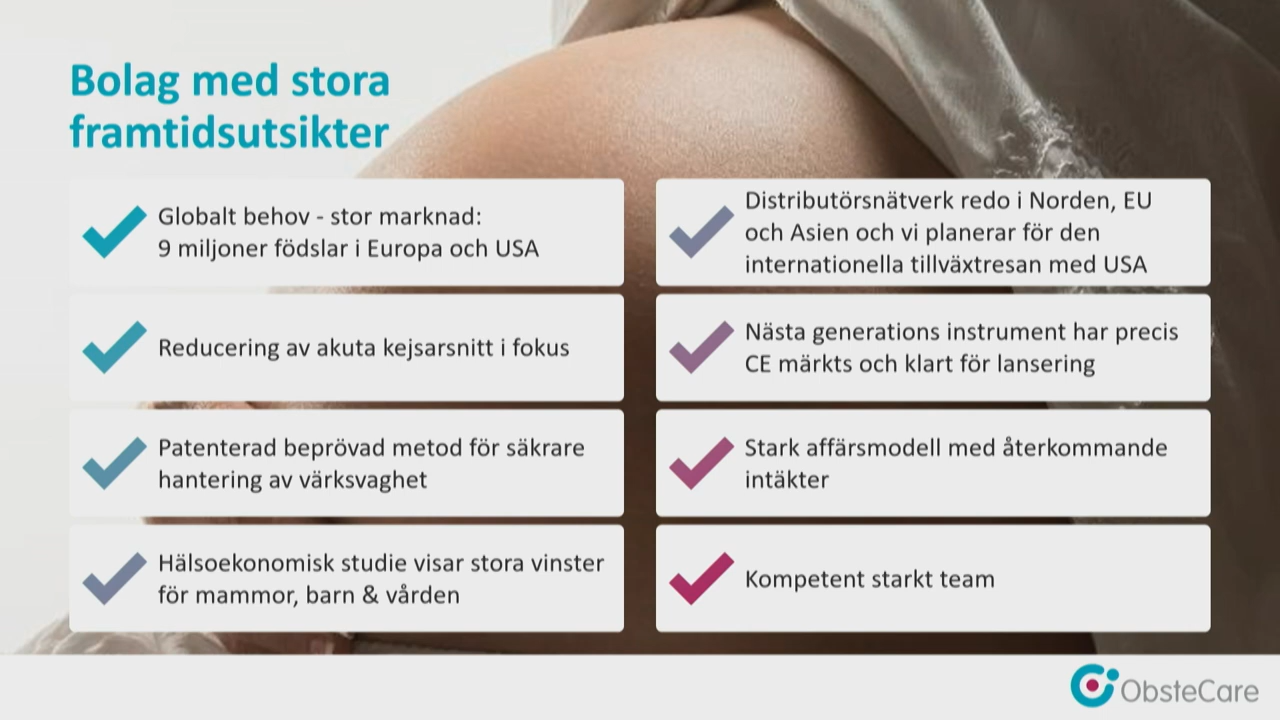 Bolag med stora
framtidsutsikter
Globalt behov - stor marknad:
9 miljoner födslar i Europa och USA
Reducering av akuta kejsarsnitt i fokus
Patenterad beprövad metod för säkrare
hantering av värksvaghet
Hälsoekonomisk studie visar stora vinster
för mammor, barn & vården
Distributörsnätverk redo i Norden, EU
och Asien och vi planerar för den
internationella tillväxtresan med USA
Nästa generations instrument har precis
CE märkts och klart för lansering
Stark affärsmodell med återkommande
intäkter
Kompetent starkt team
ObsteCare